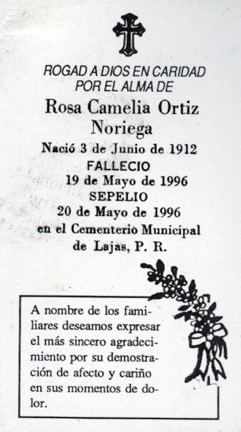 ROGAD A DIOS EN CARIDAD
POR EL ALMA DE
Rosa Camelia Ortiz
Noriega
Nació 3 de Junio de 1912
FALLECIO
19 de Mayo de 1996
SEPELIO
20 de Mayo de 1996
en el Cementerio Municipal
de Lajas, P. R.
A nombre de los fami-
liares deseamos expresar
el más sincero agradeci-
miento por su demostra-
ción de afecto y cariño
en sus momentos de do-
lor.